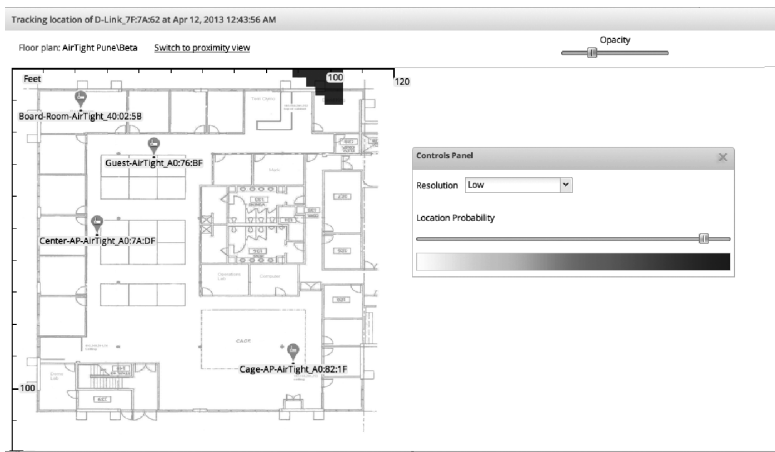 Tracking location of D-Link_7F:7A:62 at Apr 12, 2013 12:43:56 AM
Floor plan: AirTight Pune\Beta Switch to proximity view Opacity
Feet 100 120
Board-Room-AirTight_40:02:5B
Guest-AirTight_A0:76:BF
Controls Panel
Resolution Low
Location Probability
Center-AP-AirTight_A0:7A:DF
CAGE
Cage-AP-AirTight_A0:82:1F
100